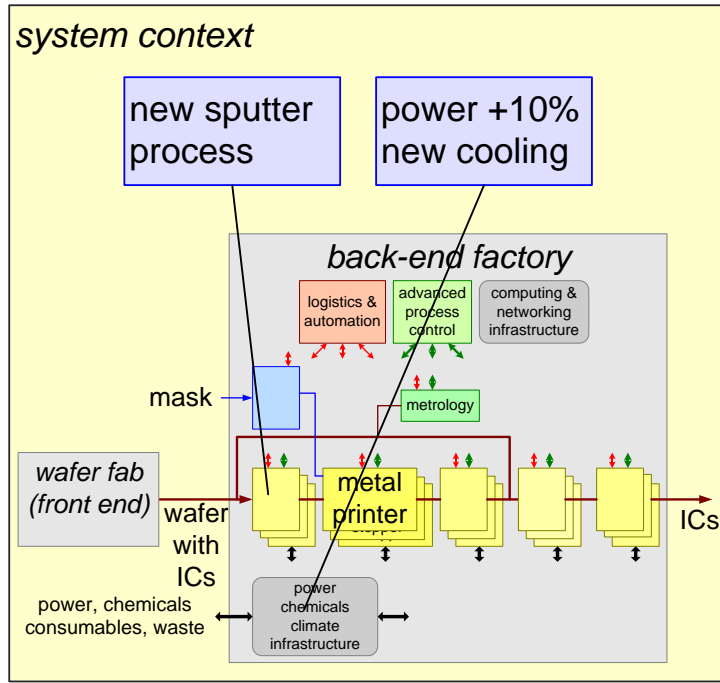 system context
new sputter
process
power +10%
new cooling
back-end factory
logistics &
automation
advanced
process
control
computing &
networking
infrastructure
mask
metrology
wafer fab
(front end)
metal
printer
stepper
wafer
with
ICs
ICs
power, chemicals
consumables, waste
power
chemicals
climate
infrastructure